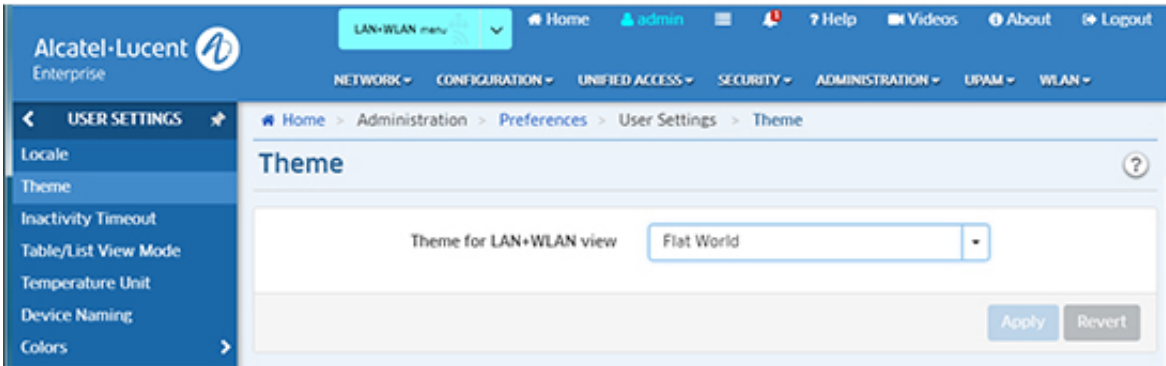 Alcatel·Lucent
Enterprise
LAN+WLAN menu
Home admin ? Help Videos About Logout
NETWORK CONFIGURATION UNIFIED ACCESS SECURITY ADMINISTRATION UPAM WLAN
USER SETTINGS
Home > Administration > Preferences > User Settings > Theme
Locale
Theme
Inactivity Timeout
Table/List View Mode
Temperature Unit
Device Naming
Colors
Theme
?
Theme for LAN+WLAN view
Flat World
Apply Revert